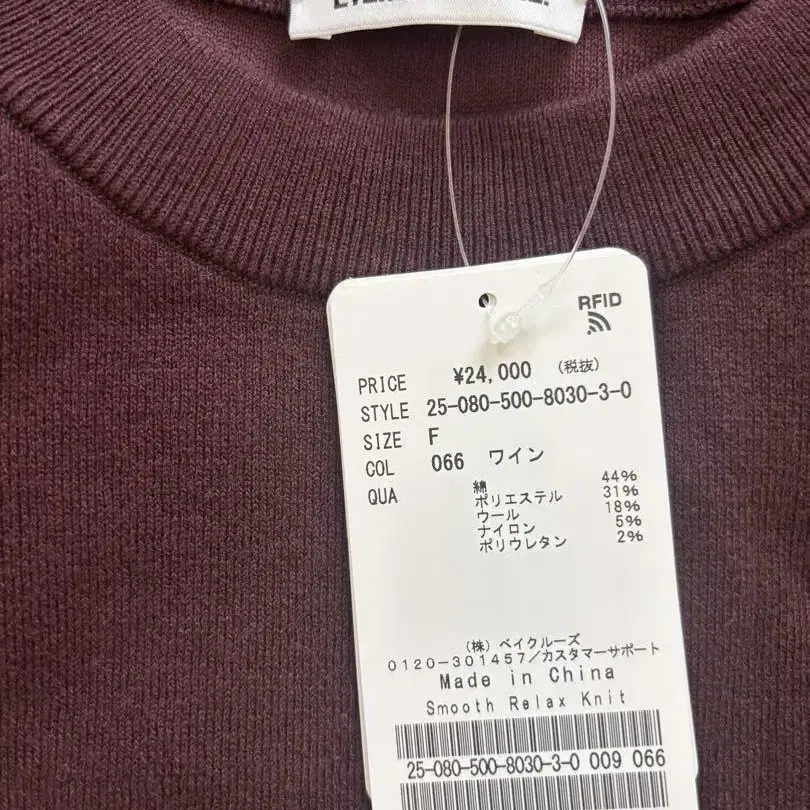 RFID
PRICE ¥24,000 (税抜)
STYLE 25-080-500-8030-3-0
SIZE F
COL 066 ワイン
QUA 綿 44%
ポリエステル 31%
ウール 18%
ナイロン 5%
ポリウレタン 2%
(株) ベイクルーズ
0120-301457/カスタマーサポート
Made in China
Smooth Relax Knit
25-080-500-8030-3-0 009 066